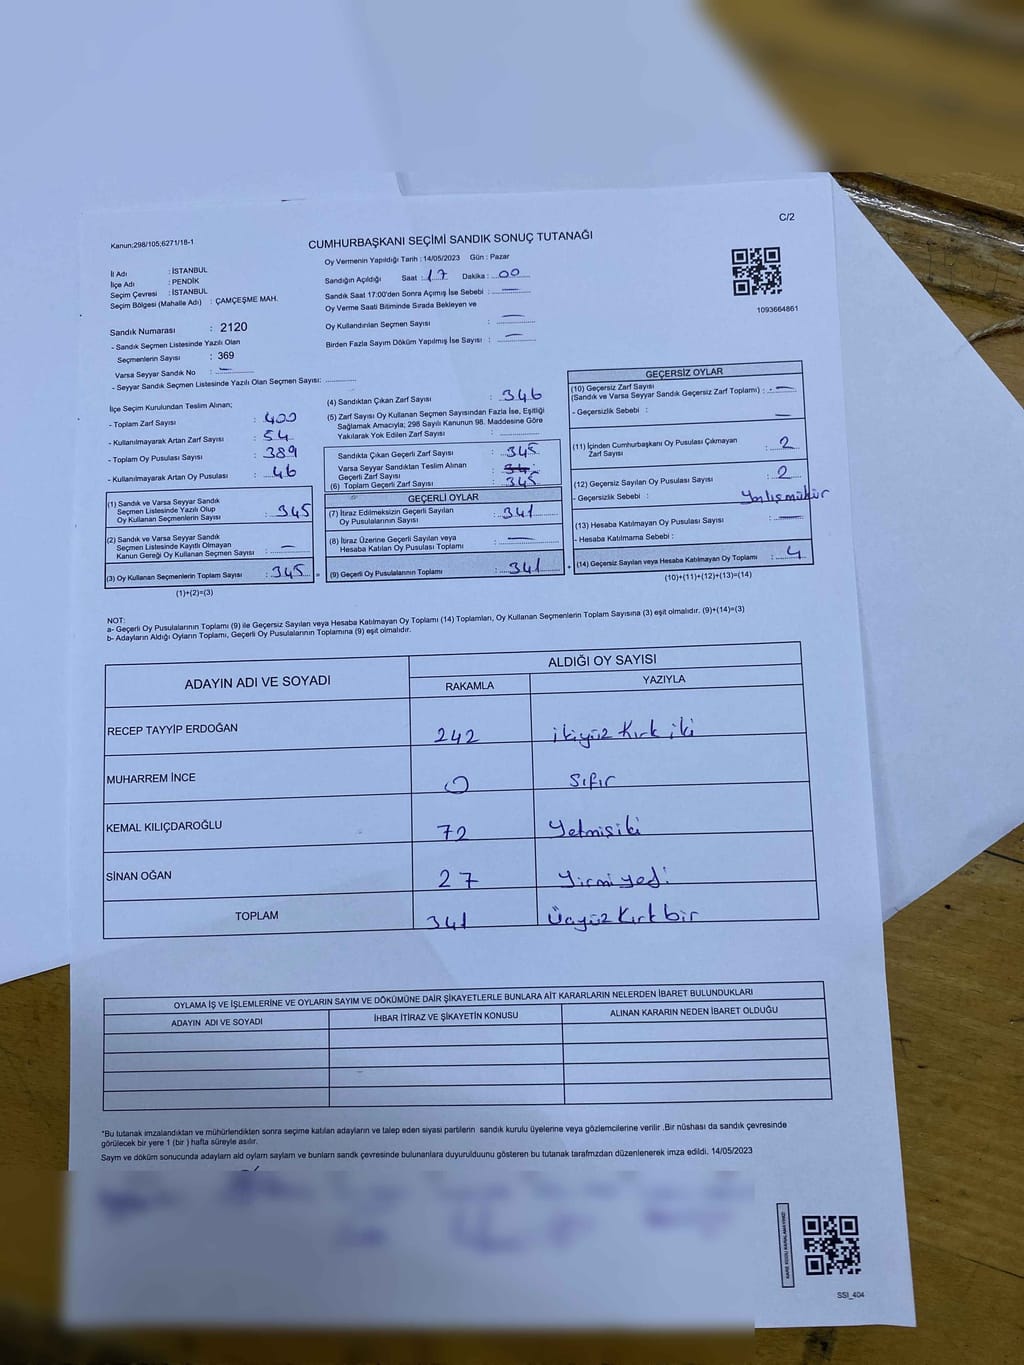 C/2
Kanun:298/105;6271/18-1
CUMHURBAŞKANI SEÇİMİ SANDIK SONUÇ TUTANAĞI
İl Adı : İSTANBUL
İlçe Adı : PENDİK
Seçim Çevresi : İSTANBUL
Seçim Bölgesi (Mahalle Adı) : ÇAMÇEŞME MAH.
Sandık Numarası : 2120
- Sandık Seçmen Listesinde Yazılı Olan
Seçmenlerin Sayısı : 369
Varsa Seyyar Sandık No : —
- Seyyar Sandık Seçmen Listesinde Yazılı Olan Seçmen Sayısı: ............
Oy Vermenin Yapıldığı Tarih : 14/05/2023 Gün : Pazar
Sandığın Açıldığı Saat : 17 Dakika : 00
Sandık Saat 17:00'den Sonra Açımış İse Sebebi : —
Oy Verme Saati Bitiminde Sırada Bekleyen ve
Oy Kullandırılan Seçmen Sayısı : —
Birden Fazla Sayım Döküm Yapılmış İse Sayısı : —
1093664861
İlçe Seçim Kurulundan Teslim Alınan;
- Toplam Zarf Sayısı : 400
- Kullanılmayarak Artan Zarf Sayısı : 54
- Toplam Oy Pusulası Sayısı : 389
- Kullanılmayarak Artan Oy Pusulası : 46
(1) Sandık ve Varsa Seyyar Sandık
Seçmen Listesinde Yazılı Olup
Oy Kullanan Seçmenlerin Sayısı : 345
(2) Sandık ve Varsa Seyyar Sandık
Seçmen Listesinde Kayıtlı Olmayan
Kanun Gereği Oy Kullanan Seçmen Sayısı : —
(3) Oy Kullanan Seçmenlerin Toplam Sayısı : 345
(1)+(2)=(3)
(4) Sandıktan Çıkan Zarf Sayısı : 346
(5) Zarf Sayısı Oy Kullanan Seçmen Sayısından Fazla İse, Eşitliği
Sağlamak Amacıyla; 298 Sayılı Kanunun 98. Maddesine Göre
Yakılarak Yok Edilen Zarf Sayısı : ............
Sandıkta Çıkan Geçerli Zarf Sayısı : 345
Varsa Seyyar Sandıktan Teslim Alınan
Geçerli Zarf Sayısı :
(6) Toplam Geçerli Zarf Sayısı : 345
GEÇERLİ OYLAR
(7) İtiraz Edilmeksizin Geçerli Sayılan
Oy Pusulalarının Sayısı : 341
(8) İtiraz Üzerine Geçerli Sayılan veya
Hesaba Katılan Oy Pusulası Toplamı : —
(9) Geçerli Oy Pusulalarının Toplamı : 341
GEÇERSİZ OYLAR
(10) Geçersiz Zarf Sayısı
(Sandık ve Varsa Seyyar Sandık Geçersiz Zarf Toplamı) : —
- Geçersizlik Sebebi : —
(11) İçinden Cumhurbaşkanı Oy Pusulası Çıkmayan
Zarf Sayısı : 2
(12) Geçersiz Sayılan Oy Pusulası Sayısı : 2
- Geçersizlik Sebebi : Yanlış mühür
(13) Hesaba Katılmayan Oy Pusulası Sayısı : —
- Hesaba Katılmama Sebebi :
(14) Geçersiz Sayılan veya Hesaba Katılmayan Oy Toplamı : 4
(10)+(11)+(12)+(13)=(14)
NOT:
a- Geçerli Oy Pusulalarının Toplamı (9) ile Geçersiz Sayılan veya Hesaba Katılmayan Oy Toplamı (14) Toplamları, Oy Kullanan Seçmenlerin Toplam Sayısına (3) eşit olmalıdır. (9)+(14)=(3)
b- Adayların Aldığı Oyların Toplamı, Geçerli Oy Pusulalarının Toplamına (9) eşit olmalıdır.
ADAYIN ADI VE SOYADI
ALDIĞI OY SAYISI
RAKAMLA YAZIYLA
RECEP TAYYİP ERDOĞAN 242 ikiyüz Kırk iki
MUHARREM İNCE 0 Sıfır
KEMAL KILIÇDAROĞLU 72 Yetmişiki
SİNAN OĞAN 27 Yirmi yedi
TOPLAM 341 Üçyüz Kırk bir
OYLAMA İŞ VE İŞLEMLERİNE VE OYLARIN SAYIM VE DÖKÜMÜNE DAİR ŞİKAYETLERLE BUNLARA AİT KARARLARIN NELERDEN İBARET BULUNDUKLARI
ADAYIN ADI VE SOYADI İHBAR İTİRAZ VE ŞİKAYETİN KONUSU ALINAN KARARIN NEDEN İBARET OLDUĞU
*Bu tutanak imzalandıktan ve mühürlendikten sonra seçime katılan adayların ve talep eden siyasi partilerin sandık kurulu üyelerine veya gözlemcilerine verilir .Bir nüshası da sandık çevresinde
görülecek bir yere 1 (bir ) hafta süreyle asılır.
Sayım ve döküm sonucunda adayların ald oyların sayların ve bunların sandk çevresinde bulunanlara duyurulduunu gösteren bu tutanak tarafmzdan düzenlenerek imza edildi. 14/05/2023
SSI_404